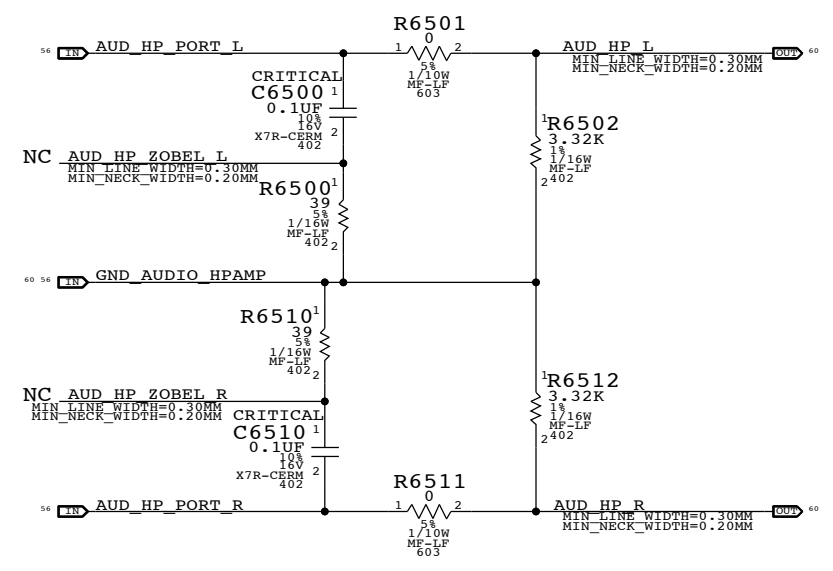 R6501
0
56 IN AUD_HP_PORT_L 1 2 AUD_HP_L OUT 60
5%
1/10W
MF-LF
603
MIN_LINE_WIDTH=0.30MM
MIN_NECK_WIDTH=0.20MM
CRITICAL
C6500 1
0.1UF
10%
16V
X7R-CERM 2
402
1 R6502
3.32K
1%
1/16W
MF-LF
2 402
NC AUD_HP_ZOBEL_L
MIN_LINE_WIDTH=0.30MM
MIN_NECK_WIDTH=0.20MM
R6500 1
39
5%
1/16W
MF-LF
402 2
60 56 IN GND_AUDIO_HPAMP
R6510 1
39
5%
1/16W
MF-LF
402 2
1 R6512
3.32K
1%
1/16W
MF-LF
2 402
NC AUD_HP_ZOBEL_R
MIN_LINE_WIDTH=0.30MM
MIN_NECK_WIDTH=0.20MM
CRITICAL
C6510 1
0.1UF
10%
16V
X7R-CERM 2
402
R6511
0
56 IN AUD_HP_PORT_R 1 2 AUD_HP_R OUT 60
5%
1/10W
MF-LF
603
MIN_LINE_WIDTH=0.30MM
MIN_NECK_WIDTH=0.20MM